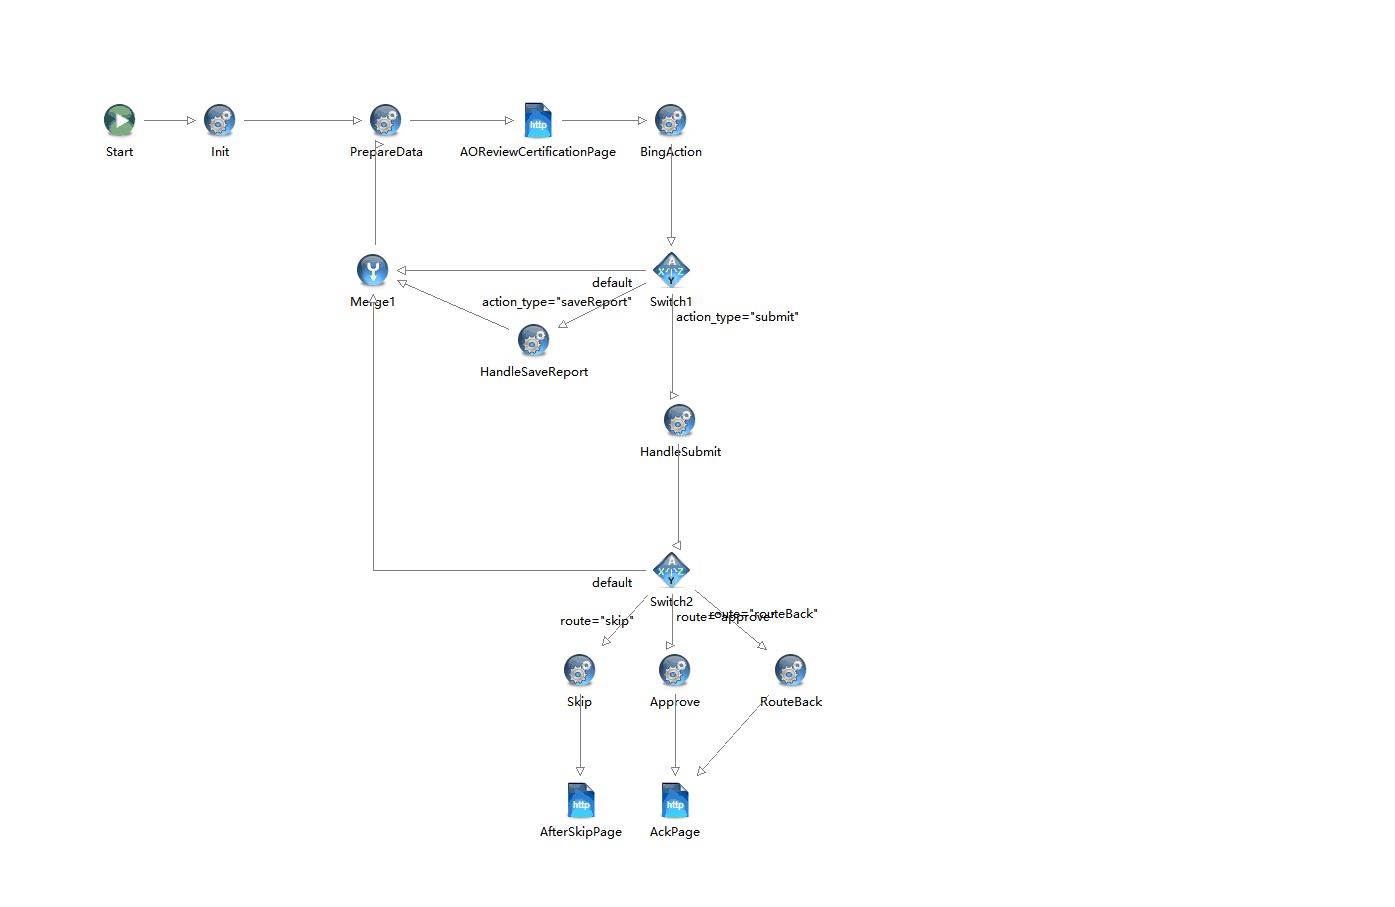 Start
Init
PrepareData
http
AOReviewCertificationPage
BingAction
Merge1
default
A
X Z
Y
Switch1
action_type="saveReport"
action_type="submit"
HandleSaveReport
HandleSubmit
default
A
X Z
Y
Switch2
route="skip"
route="approve"
route="routeBack"
Skip
Approve
RouteBack
http
AfterSkipPage
http
AckPage